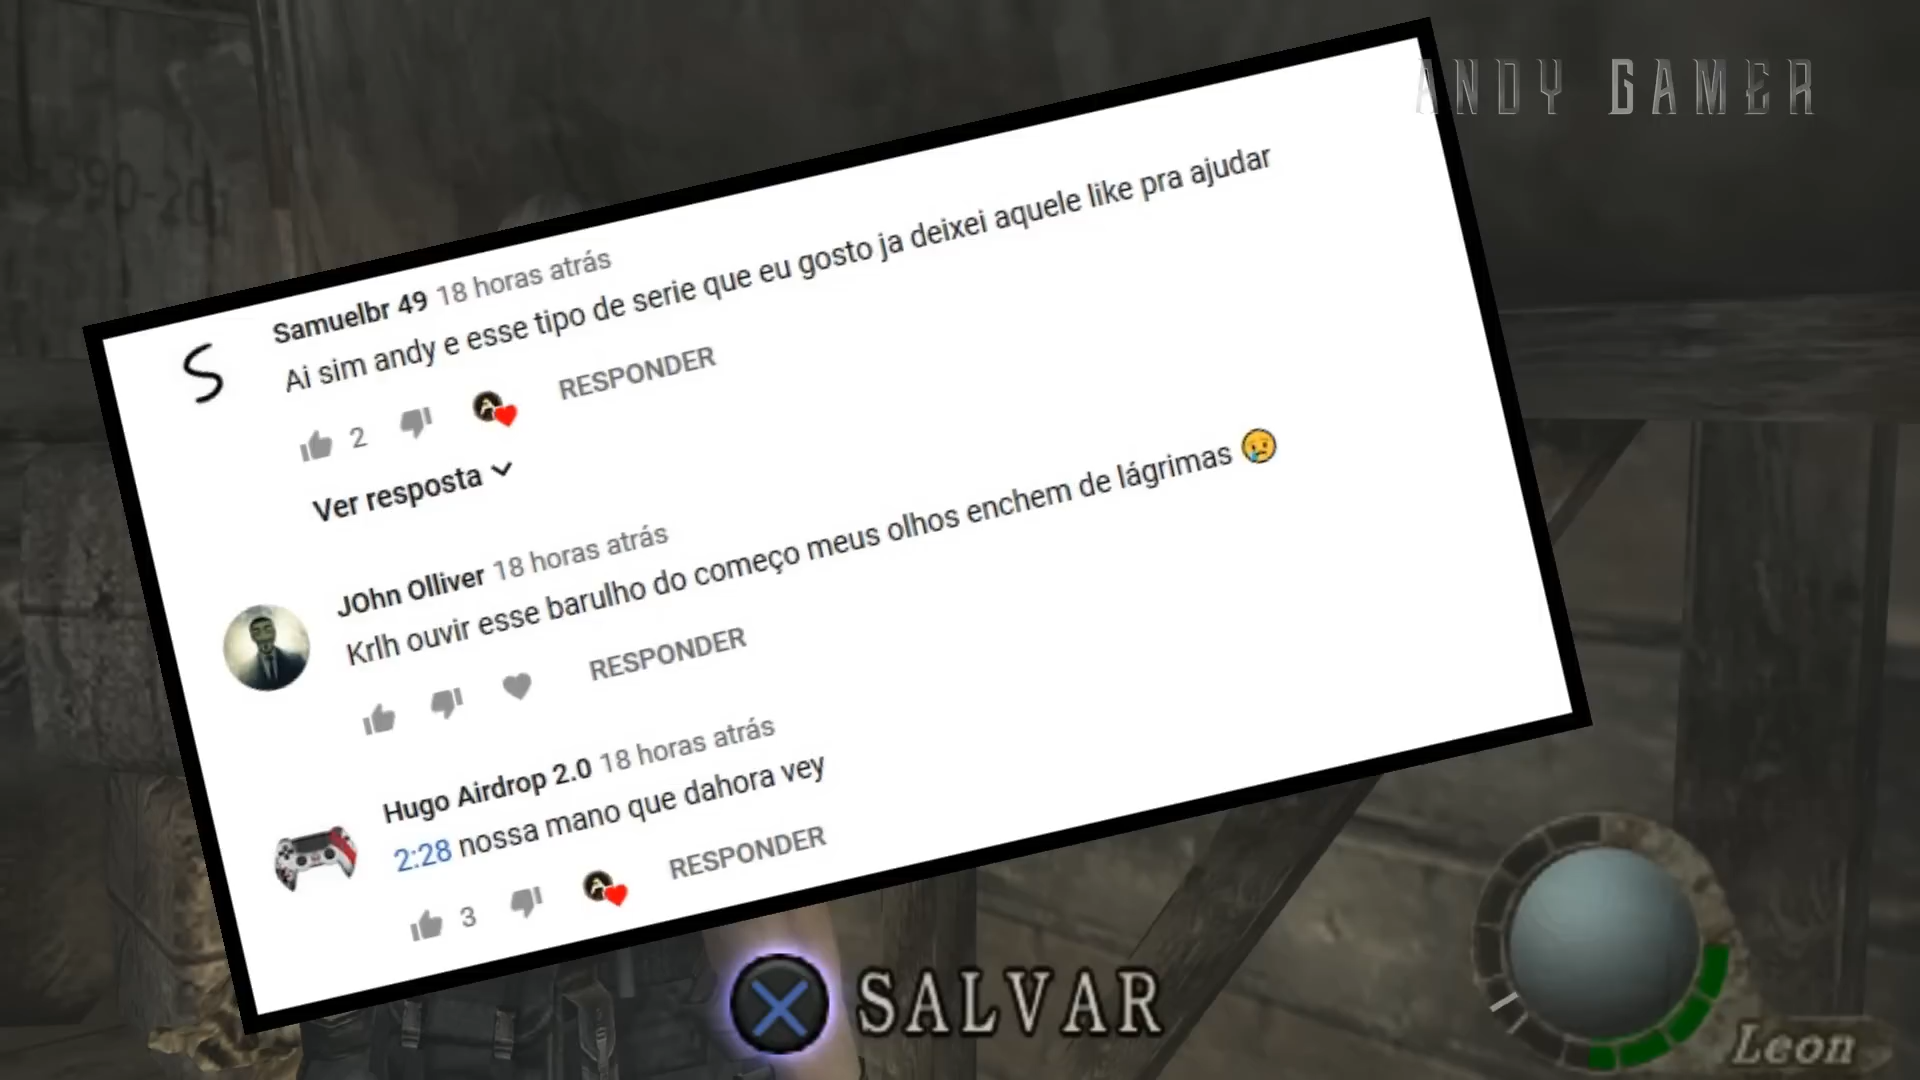 ANDY GAMER
Samuelbr 49 18 horas atrás
Ai sim andy e esse tipo de serie que eu gosto ja deixei aquele like pra ajudar
2 RESPONDER
Ver resposta
JOhn Olliver 18 horas atrás
Krlh ouvir esse barulho do começo meus olhos enchem de lágrimas 😢
RESPONDER
Hugo Airdrop 2.0 18 horas atrás
2:28 nossa mano que dahora vey
3 RESPONDER
SALVAR
Leon